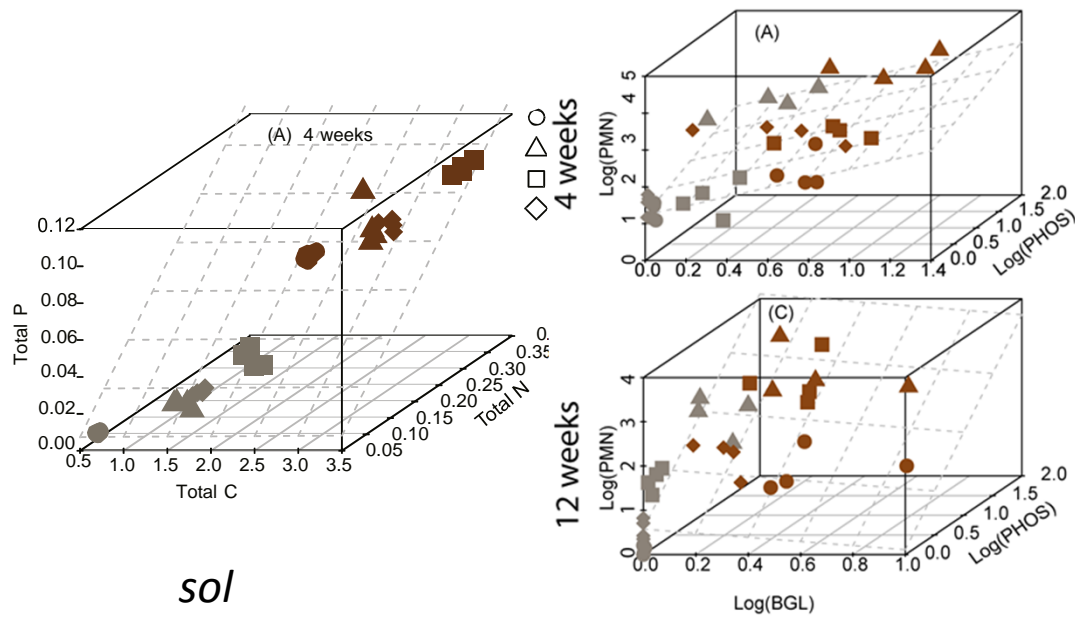 (A) 4 weeks
Total P
0.12
0.10
0.08
0.06
0.04
0.02
0.00
0.5 1.0 1.5 2.0 2.5 3.0 3.5
Total C
0.05
0.10
0.15
0.20
0.25
0.30
0.35
0.
Total N
sol
4 weeks
(A)
Log(PMN)
5
4
3
2
1
0
0.0 0.2 0.4 0.6 0.8 1.0 1.2 1.4
0.0
0.5
1.0
1.5
2.0
Log(PHOS)
12 weeks
(C)
Log(PMN)
4
3
2
1
0
0.0 0.2 0.4 0.6 0.8 1.0
0.0
0.5
1.0
1.5
2.0
Log(PHOS)
Log(BGL)